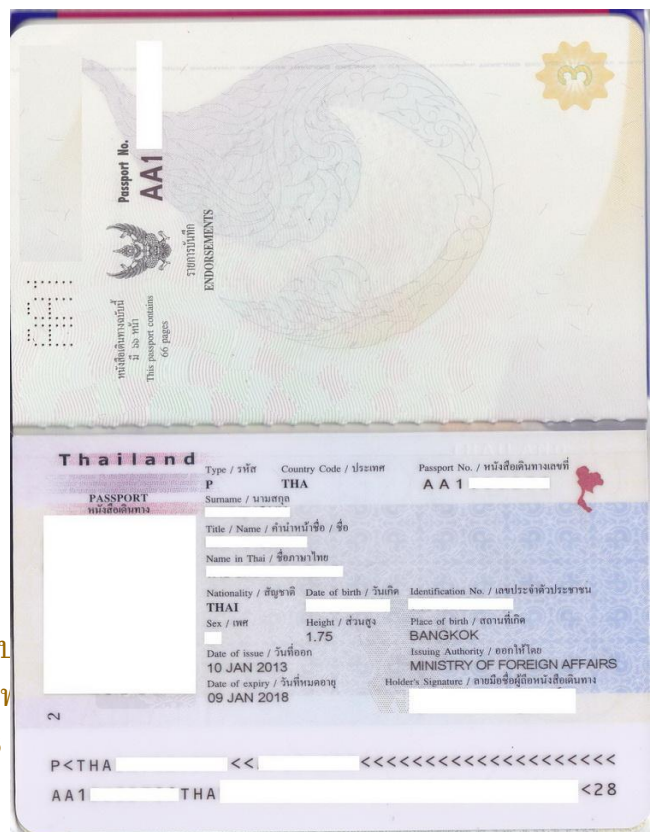 Passport No.
AA1
รายการบันทึก
ENDORSEMENTS
หนังสือเดินทางฉบับนี้
มี ๖๖ หน้า
This passport contains
66 pages
Thailand
PASSPORT
หนังสือเดินทาง
Type / รหัส Country Code / ประเทศ Passport No. / หนังสือเดินทางเลขที่
P THA AA1
Surname / นามสกุล
Title / Name / คำนำหน้าชื่อ / ชื่อ
Name in Thai / ชื่อภาษาไทย
Nationality / สัญชาติ Date of birth / วันเกิด Identification No. / เลขประจำตัวประชาชน
THAI
Sex / เพศ Height / ส่วนสูง Place of birth / สถานที่เกิด
1.75 BANGKOK
Date of issue / วันที่ออก Issuing Authority / ออกให้โดย
10 JAN 2013 MINISTRY OF FOREIGN AFFAIRS
Date of expiry / วันที่หมดอายุ Holder's Signature / ลายมือชื่อผู้ถือหนังสือเดินทาง
09 JAN 2018
2
P<THA << <<<<<<<<<<<<<<<<<<<<
AA1 THA <28